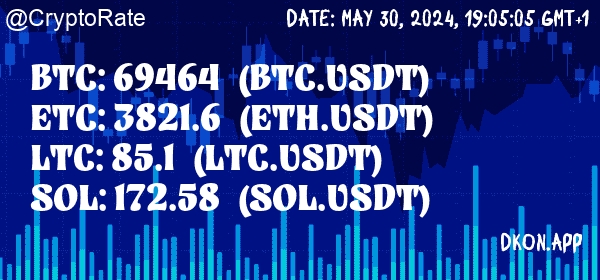 @CryptoRate
DATE: MAY 30, 2024, 19:05:05 GMT+1
BTC: 69464 (BTC.USDT)
ETC: 3821.6 (ETH.USDT)
LTC: 85.1 (LTC.USDT)
SOL: 172.58 (SOL.USDT)
DKON.APP